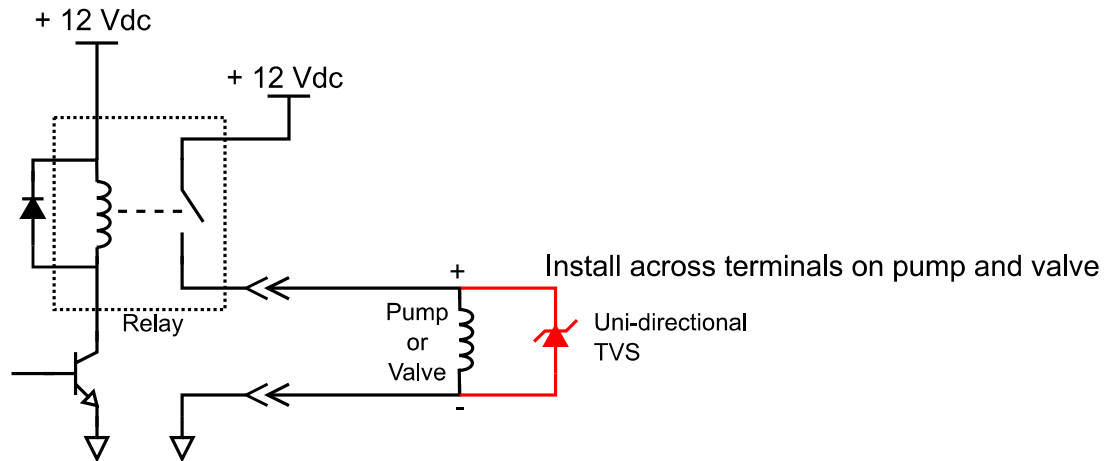 + 12 Vdc
+ 12 Vdc
Relay
+
Install across terminals on pump and valve
Pump
or
Valve
-
Uni-directional
TVS